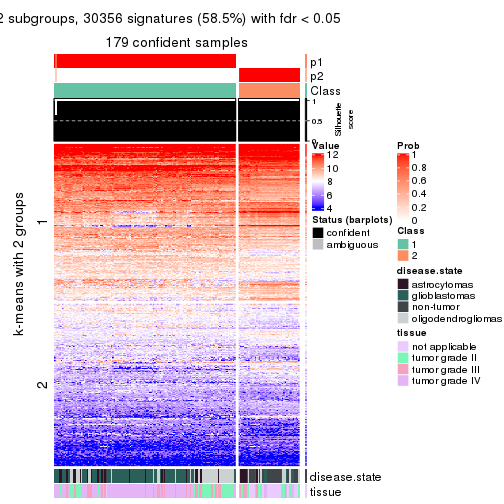 2 subgroups, 30356 signatures (58.5%) with fdr < 0.05
179 confident samples
p1
p2
Class
1
0.5
0
Silhouette
score
k-means with 2 groups
1
2
disease.state
tissue
Value
12
10
8
6
4
Status (barplots)
confident
ambiguous
Prob
1
0.8
0.6
0.4
0.2
0
Class
1
2
disease.state
astrocytomas
glioblastomas
non-tumor
oligodendrogliomas
tissue
not applicable
tumor grade II
tumor grade III
tumor grade IV